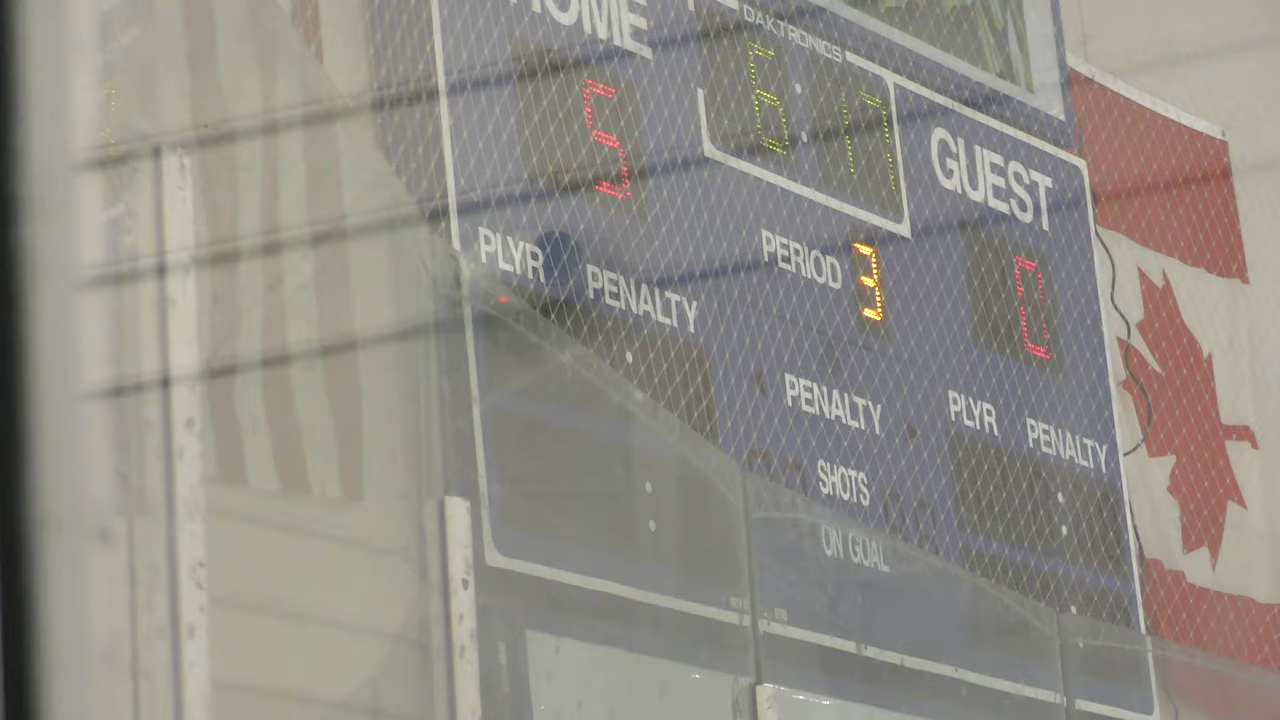 HOME
DAKTRONICS
5
6:17
GUEST
PLYR PENALTY
PERIOD 3
0
PENALTY
PLYR PENALTY
SHOTS
ON GOAL